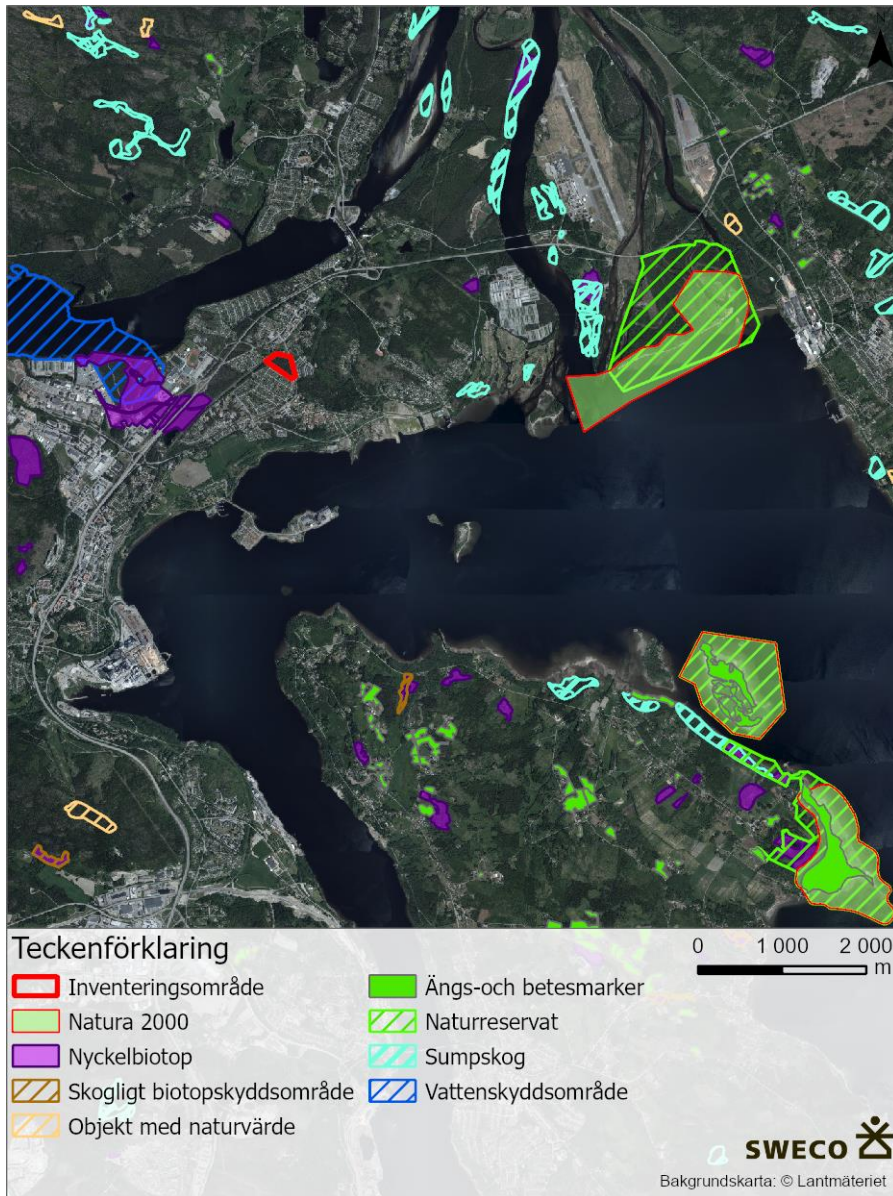 N
Teckenförklaring
0 1 000 2 000
m
Inventeringsområde
Natura 2000
Nyckelbiotop
Skogligt biotopskyddsområde
Objekt med naturvärde
Ängs-och betesmarker
Naturreservat
Sumpskog
Vattenskyddsområde
SWECO
Bakgrundskarta: © Lantmäteriet